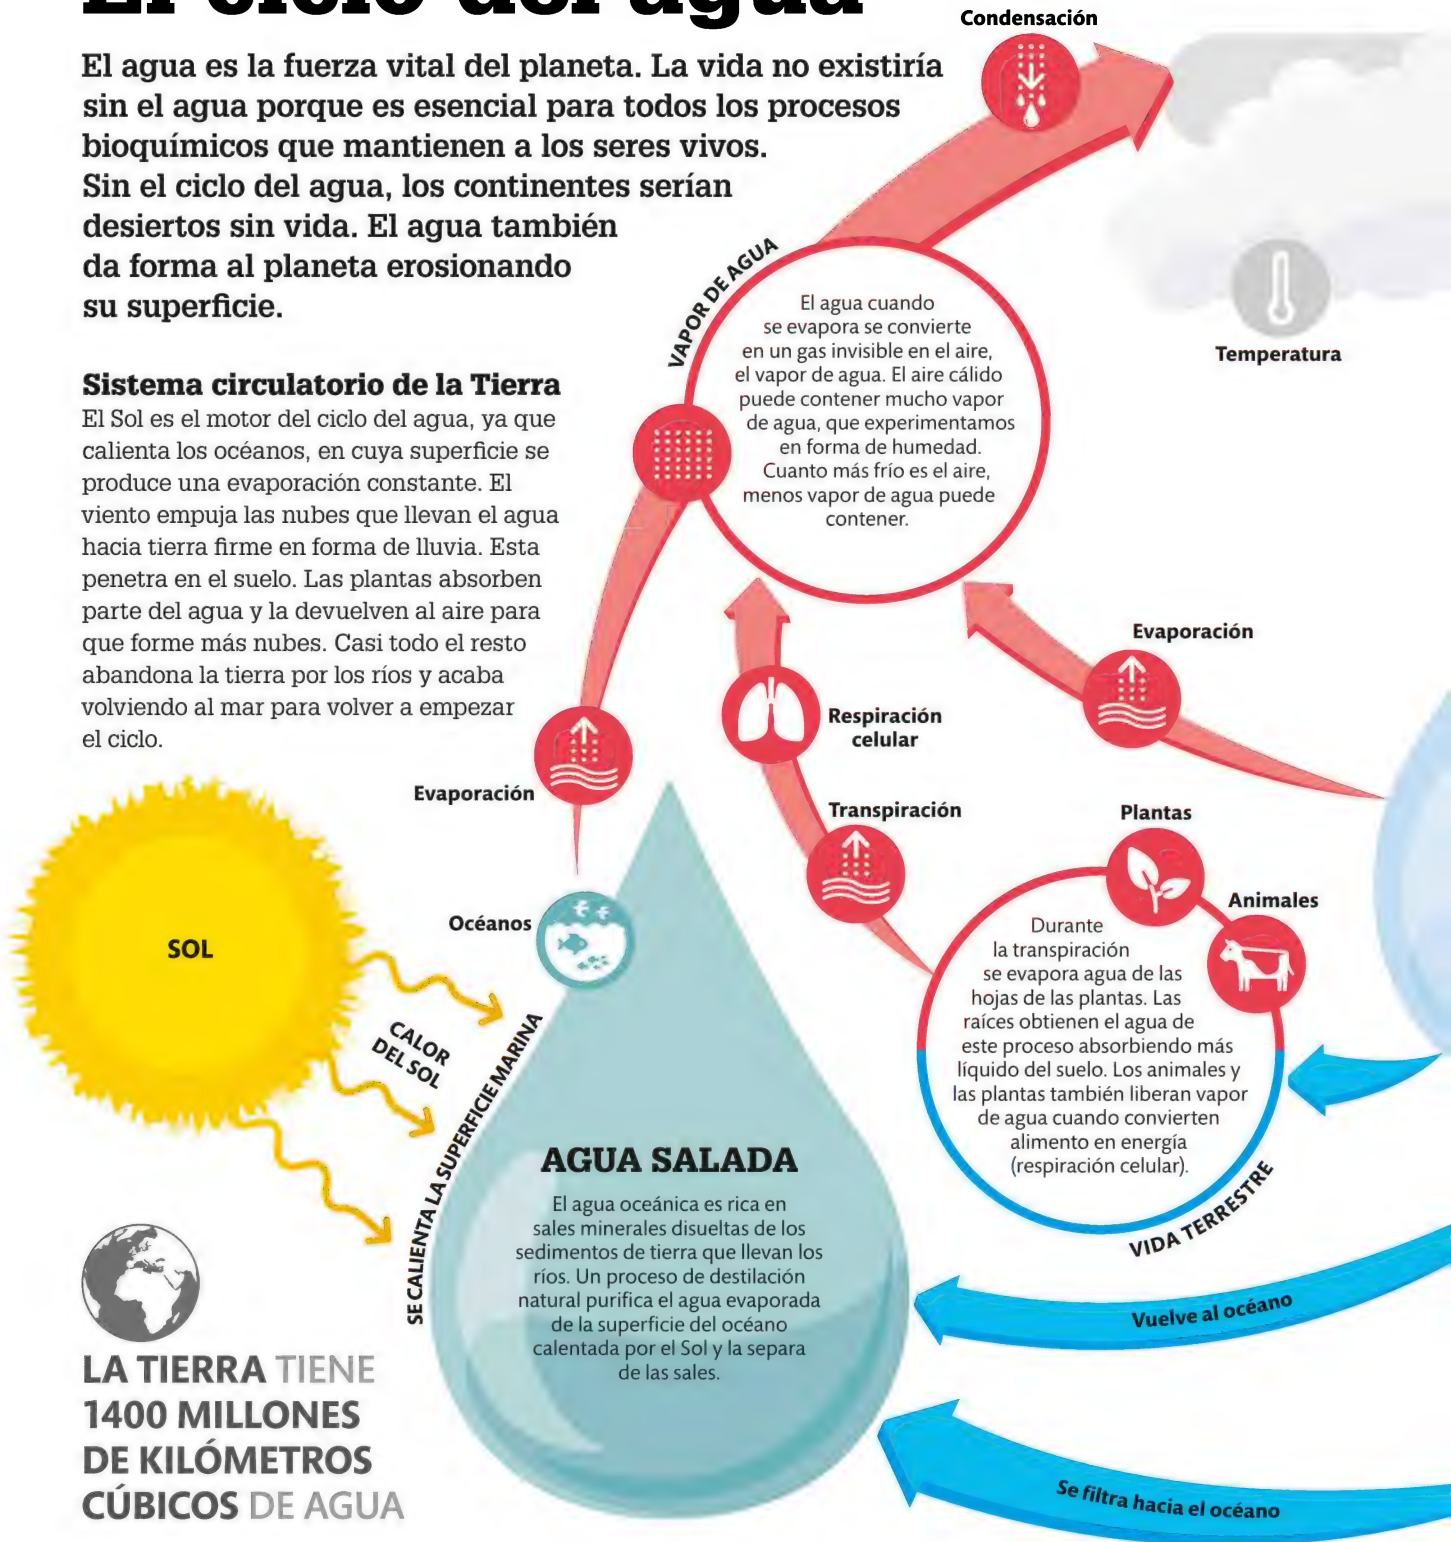 El ciclo del agua
El agua es la fuerza vital del planeta. La vida no existiría
sin el agua porque es esencial para todos los procesos
bioquímicos que mantienen a los seres vivos.
Sin el ciclo del agua, los continentes serían
desiertos sin vida. El agua también
da forma al planeta erosionando
su superficie.
Sistema circulatorio de la Tierra
El Sol es el motor del ciclo del agua, ya que
calienta los océanos, en cuya superficie se
produce una evaporación constante. El
viento empuja las nubes que llevan el agua
hacia tierra firme en forma de lluvia. Esta
penetra en el suelo. Las plantas absorben
parte del agua y la devuelven al aire para
que forme más nubes. Casi todo el resto
abandona la tierra por los ríos y acaba
volviendo al mar para volver a empezar
el ciclo.
Condensación
Temperatura
VAPOR DE AGUA
El agua cuando
se evapora se convierte
en un gas invisible en el aire,
el vapor de agua. El aire cálido
puede contener mucho vapor
de agua, que experimentamos
en forma de humedad.
Cuanto más frío es el aire,
menos vapor de agua puede
contener.
Evaporación
Respiración
celular
Transpiración
Evaporación
Océanos
Plantas
Animales
Durante
la transpiración
se evapora agua de las
hojas de las plantas. Las
raíces obtienen el agua de
este proceso absorbiendo más
líquido del suelo. Los animales y
las plantas también liberan vapor
de agua cuando convierten
alimento en energía
(respiración celular).
VIDA TERRESTRE
SOL
CALOR
DEL SOL
SE CALIENTA LA SUPERFICIE MARINA
AGUA SALADA
El agua oceánica es rica en
sales minerales disueltas de los
sedimentos de tierra que llevan los
ríos. Un proceso de destilación
natural purifica el agua evaporada
de la superficie del océano
calentada por el Sol y la separa
de las sales.
Vuelve al océano
Se filtra hacia el océano
LA TIERRA TIENE
1400 MILLONES
DE KILÓMETROS
CÚBICOS DE AGUA